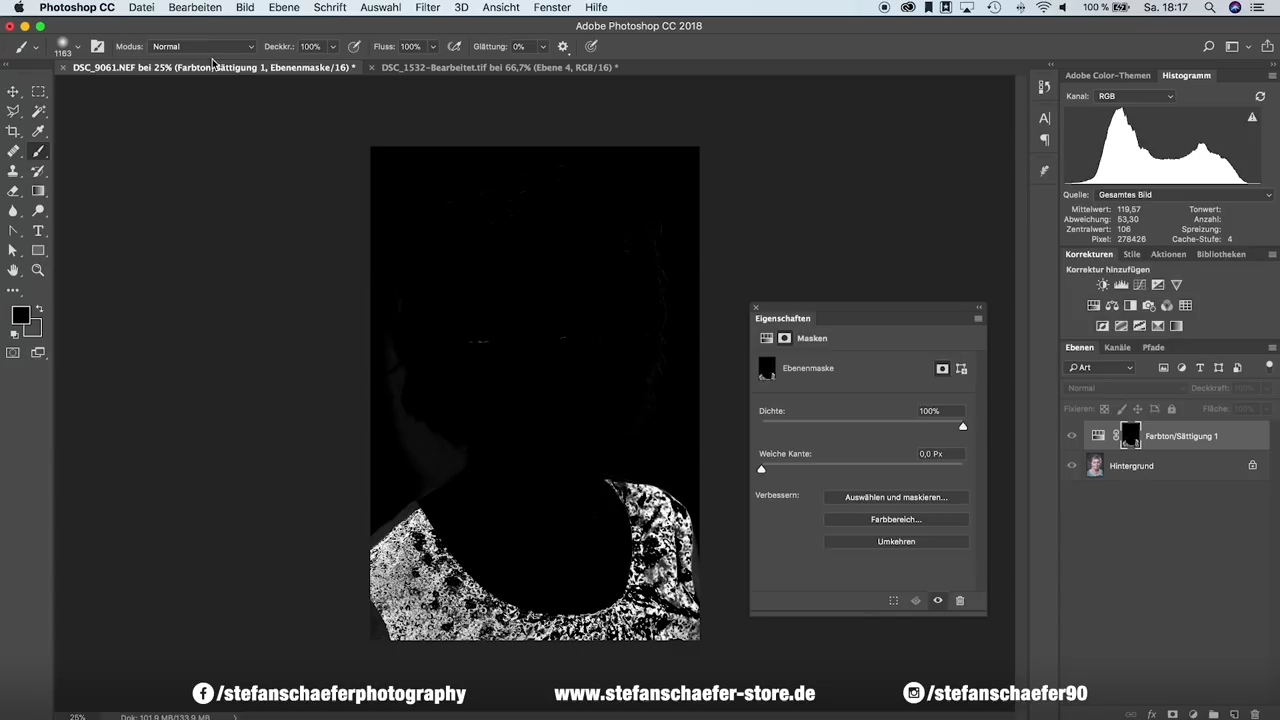 Photoshop CC Datei Bearbeiten Bild Ebene Schrift Auswahl Filter 3D Ansicht Fenster Hilfe 100 % Sa. 18:17
Adobe Photoshop CC 2018
1163 Modus: Normal Deckkr.: 100% Fluss: 100% Glättung: 0%
DSC_9061.NEF bei 25% (Farbton/Sättigung 1, Ebenenmaske/16) * DSC_1532-Bearbeitet.tif bei 66,7% (Ebene 4, RGB/16) *
Adobe Color-Themen Histogramm
Kanal: RGB
Quelle: Gesamtes Bild
Mittelwert: 119,57 Tonwert:
Abweichung: 53,30 Anzahl:
Zentralwert: 106 Spreizung:
Pixel: 278426 Cache-Stufe: 4
Korrekturen Stile Aktionen Bibliotheken
Korrektur hinzufügen
Eigenschaften
Masken
Ebenenmaske
Dichte: 100%
Weiche Kante: 0,0 Px
Verbessern: Auswählen und maskieren...
Farbbereich...
Umkehren
Ebenen Kanäle Pfade
Art
Normal Deckkraft: 100%
Fixieren: Fläche: 100%
Farbton/Sättigung 1
Hintergrund
/stefanschaeferphotography www.stefanschaefer-store.de /stefanschaefer90
25% Dok: 101,9 MB/133,9 MB